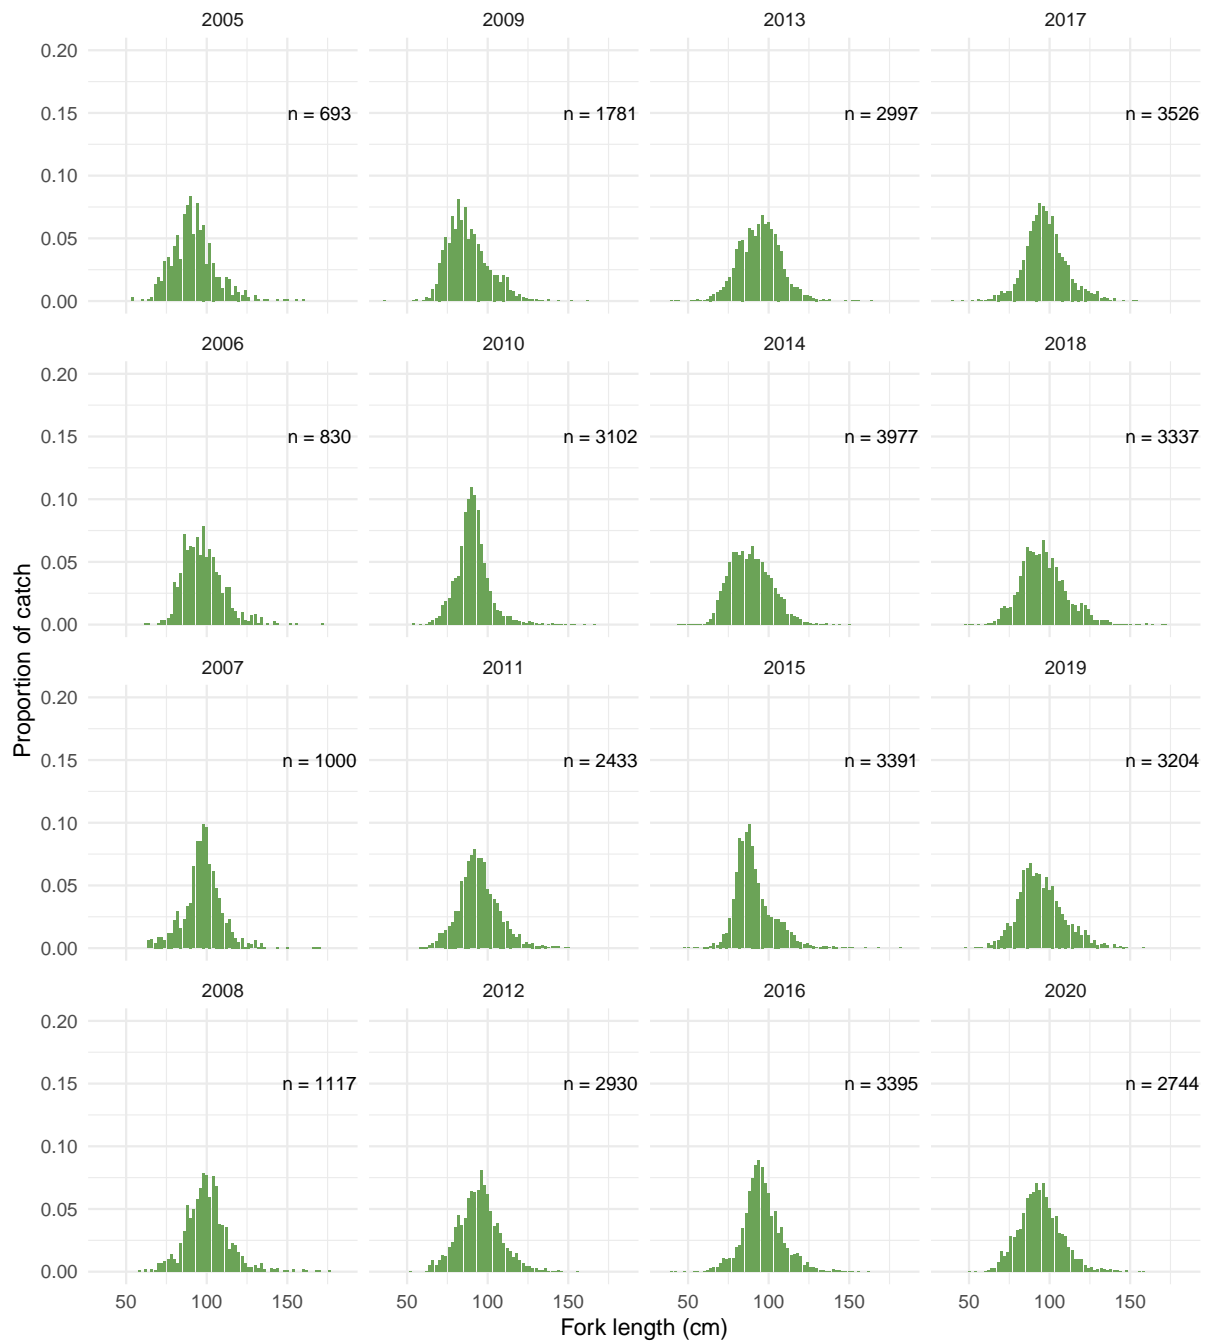 2005 2009 2013 2017
0.20
0.15
n = 693 n = 1781 n = 2997 n = 3526
0.10
0.05
0.00
2006 2010 2014 2018
0.20
0.15
n = 830 n = 3102 n = 3977 n = 3337
0.10
0.05
0.00
Proportion of catch
2007 2011 2015 2019
0.20
0.15
n = 1000 n = 2433 n = 3391 n = 3204
0.10
0.05
0.00
2008 2012 2016 2020
0.20
0.15
n = 1117 n = 2930 n = 3395 n = 2744
0.10
0.05
0.00
50 100 150 50 100 150 50 100 150 50 100 150
Fork length (cm)